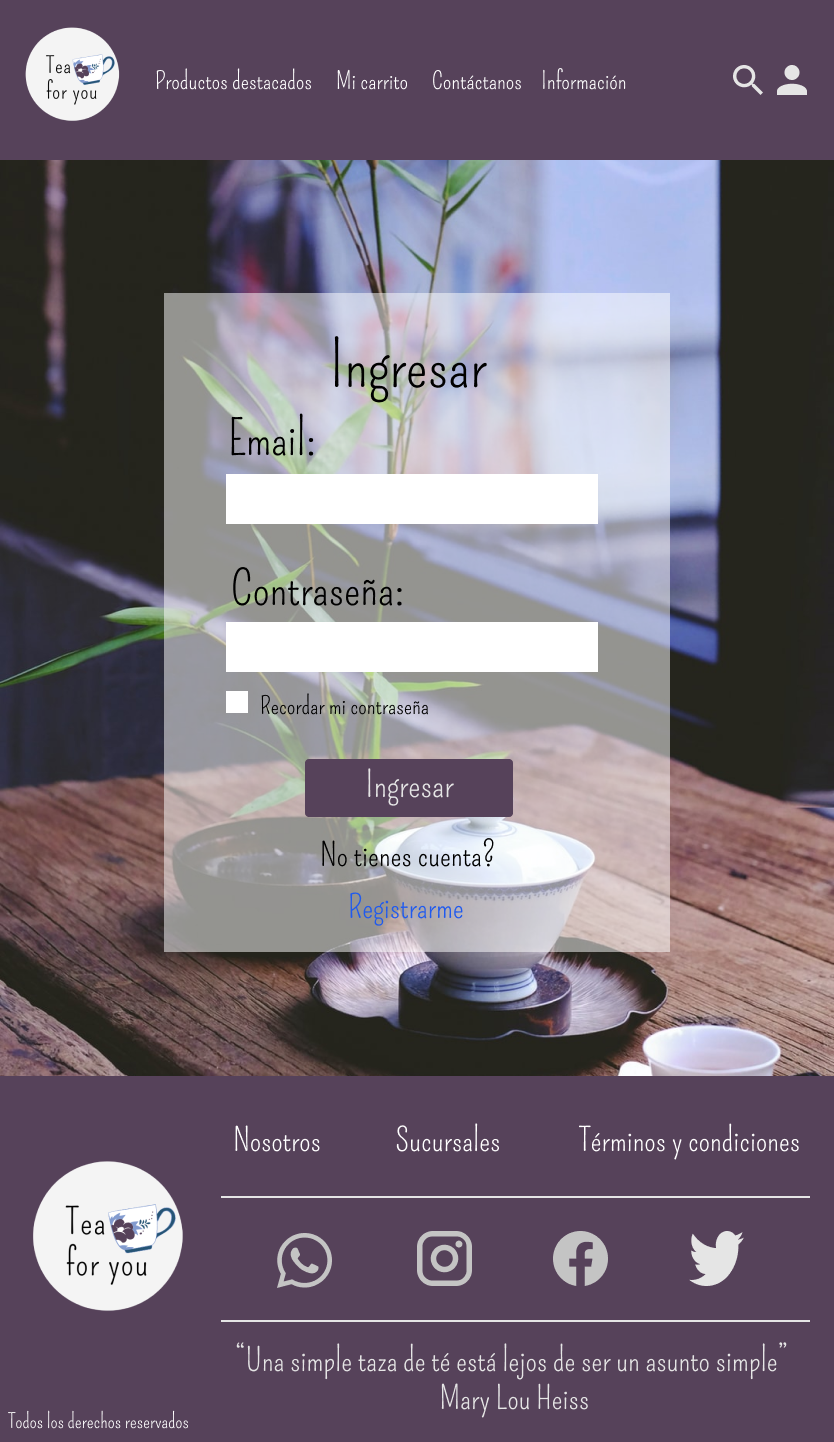 Tea
for you
Productos destacados Mi carrito Contáctanos Información
Ingresar
Email:
Contraseña:
Recordar mi contraseña
Ingresar
No tienes cuenta?
Registrarme
Nosotros Sucursales Términos y condiciones
Tea
for you
“Una simple taza de té está lejos de ser un asunto simple”
Mary Lou Heiss
Todos los derechos reservados